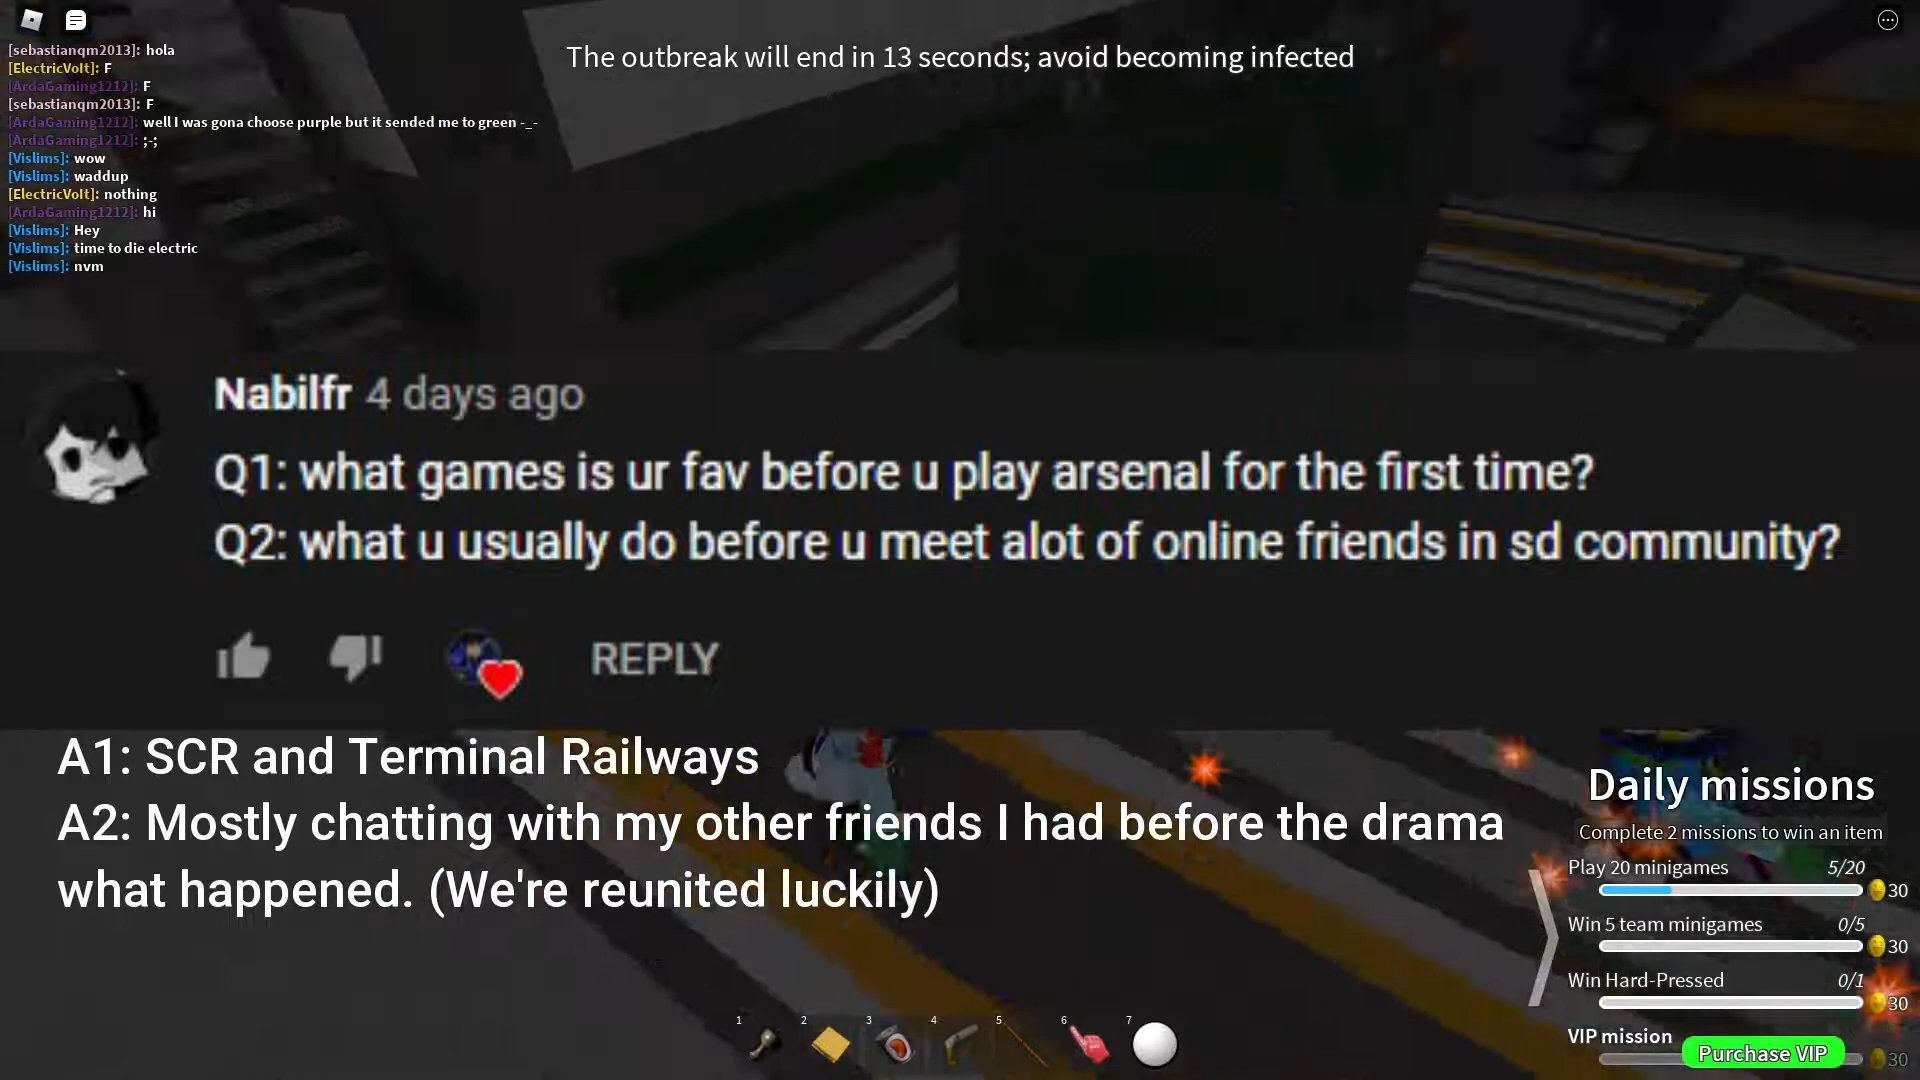 The outbreak will end in 13 seconds; avoid becoming infected
[sebastianqm2013]: hola
[ElectricVolt]: F
[ArdaGaming1212]: F
[sebastianqm2013]: F
[ArdaGaming1212]: well I was gona choose purple but it sended me to green -_-
[ArdaGaming1212]: ;-;
[Vislims]: wow
[Vislims]: waddup
[ElectricVolt]: nothing
[ArdaGaming1212]: hi
[Vislims]: Hey
[Vislims]: time to die electric
[Vislims]: nvm
Nabilfr 4 days ago
Q1: what games is ur fav before u play arsenal for the first time?
Q2: what u usually do before u meet alot of online friends in sd community?
REPLY
A1: SCR and Terminal Railways
A2: Mostly chatting with my other friends I had before the drama
what happened. (We're reunited luckily)
Daily missions
Complete 2 missions to win an item
Play 20 minigames 5/20
30
Win 5 team minigames 0/5
30
Win Hard-Pressed 0/1
30
VIP mission
Purchase VIP
30
1 2 3 4 5 6 7